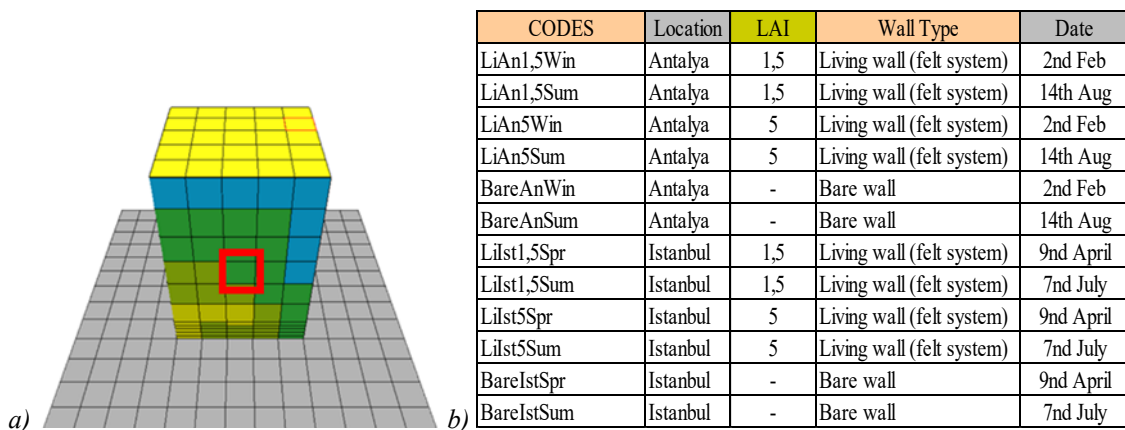 CODES Location LAI Wall Type Date
LiAn1,5Win Antalya 1,5 Living wall (felt system) 2nd Feb
LiAn1,5Sum Antalya 1,5 Living wall (felt system) 14th Aug
LiAn5Win Antalya 5 Living wall (felt system) 2nd Feb
LiAn5Sum Antalya 5 Living wall (felt system) 14th Aug
BareAnWin Antalya - Bare wall 2nd Feb
BareAnSum Antalya - Bare wall 14th Aug
LiIst1,5Spr Istanbul 1,5 Living wall (felt system) 9nd April
LiIst1,5Sum Istanbul 1,5 Living wall (felt system) 7nd July
LiIst5Spr Istanbul 5 Living wall (felt system) 9nd April
LiIst5Sum Istanbul 5 Living wall (felt system) 7nd July
BareIstSpr Istanbul - Bare wall 9nd April
BareIstSum Istanbul - Bare wall 7nd July
a) b)